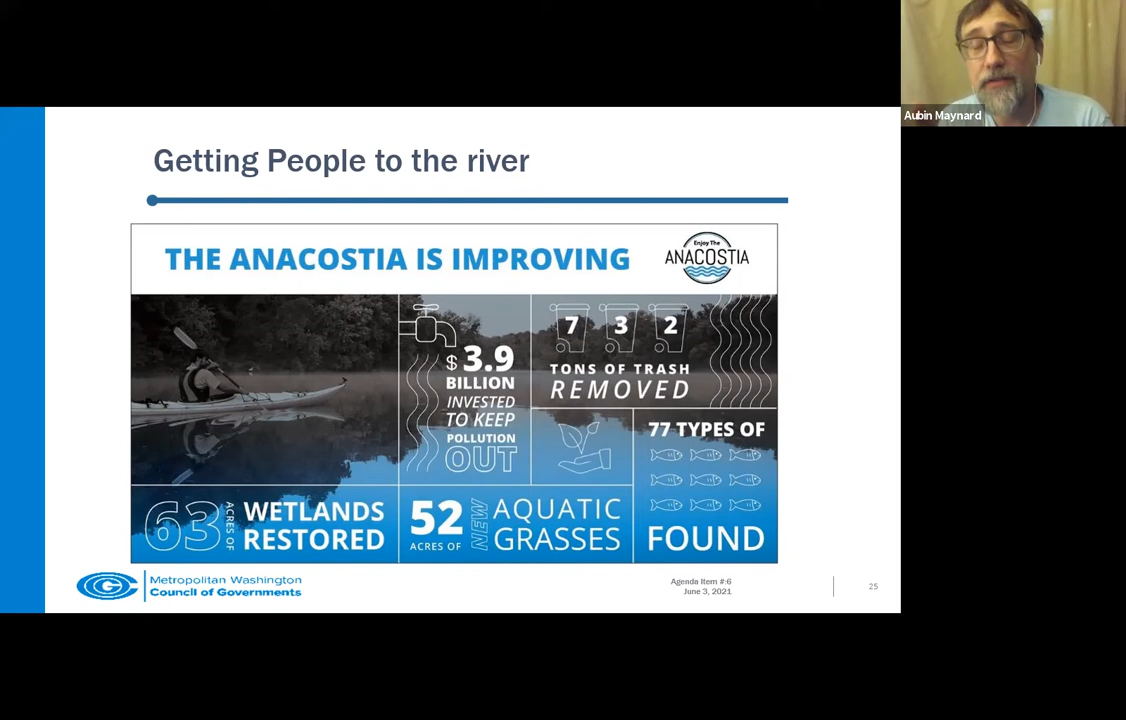 Aubin Maynard
Getting People to the river
THE ANACOSTIA IS IMPROVING
Enjoy The
ANACOSTIA
$3.9
BILLION
INVESTED
TO KEEP
POLLUTION
OUT
7 3 2
TONS OF TRASH
REMOVED
77 TYPES OF
FOUND
63 ACRES OF
WETLANDS
RESTORED
52
ACRES OF
NEW
AQUATIC
GRASSES
Metropolitan Washington
Council of Governments
Agenda Item #:6
June 3, 2021
25